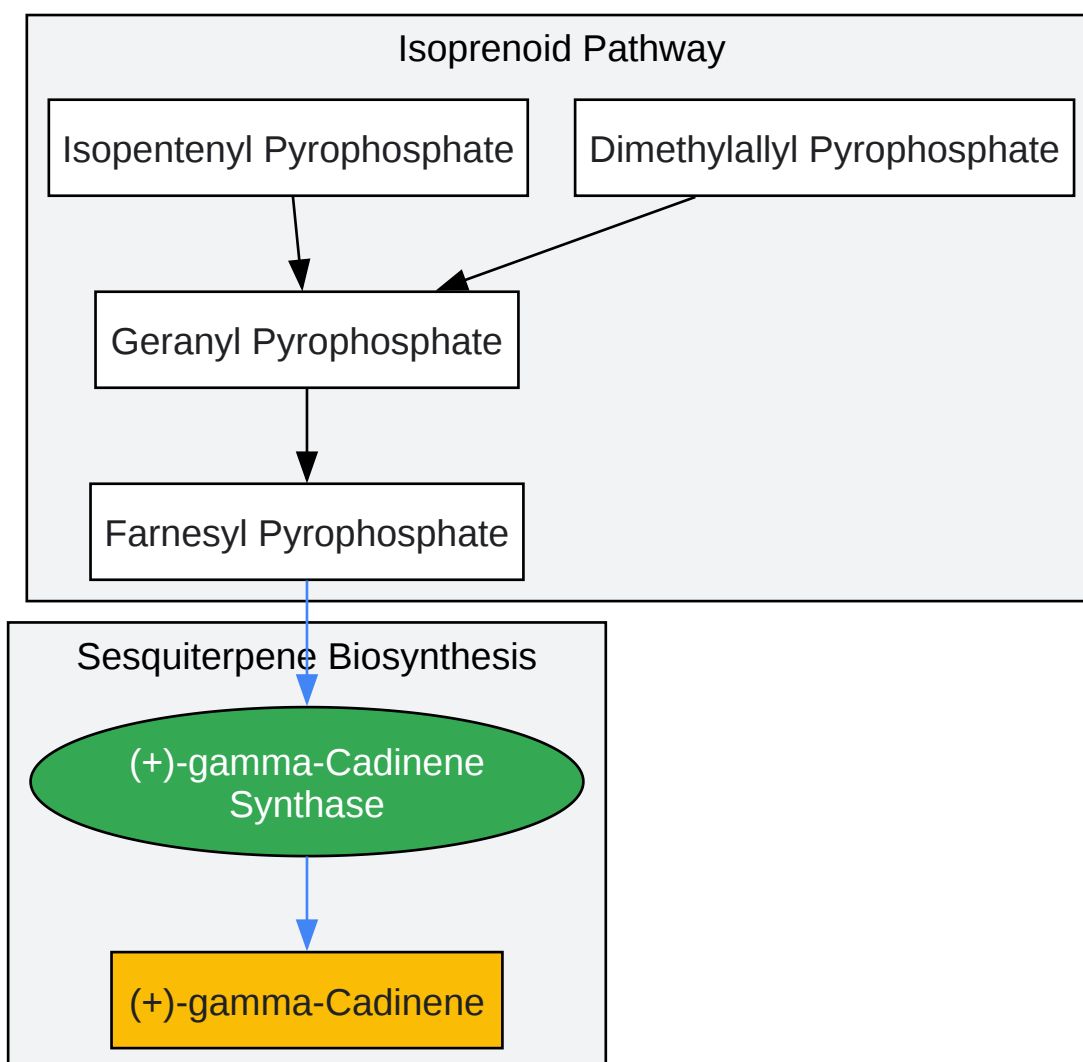 Isoprenoid Pathway
Isopentenyl Pyrophosphate
Dimethylallyl Pyrophosphate
Geranyl Pyrophosphate
Farnesyl Pyrophosphate
Sesquiterpene Biosynthesis
(+)-gamma-Cadinene
Synthase
(+)-gamma-Cadinene